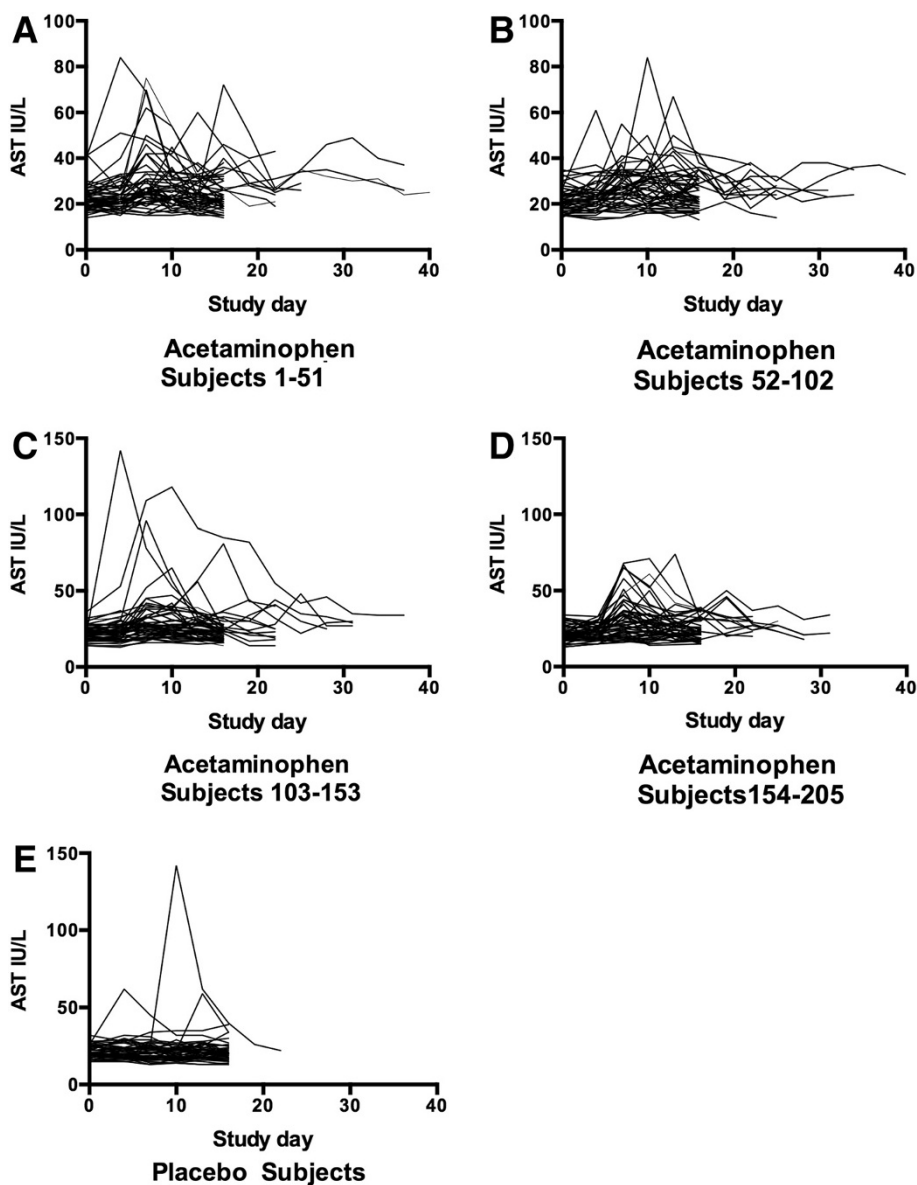 A
100
80
60
40
20
0
AST IU/L
0 10 20 30 40
Study day
Acetaminophen
Subjects 1-51
B
100
80
60
40
20
0
AST IU/L
0 10 20 30 40
Study day
Acetaminophen
Subjects 52-102
C
150
100
50
0
AST IU/L
0 10 20 30 40
Study day
Acetaminophen
Subjects 103-153
D
150
100
50
0
AST IU/L
0 10 20 30 40
Study day
Acetaminophen
Subjects154-205
E
150
100
50
0
AST IU/L
0 10 20 30 40
Study day
Placebo Subjects